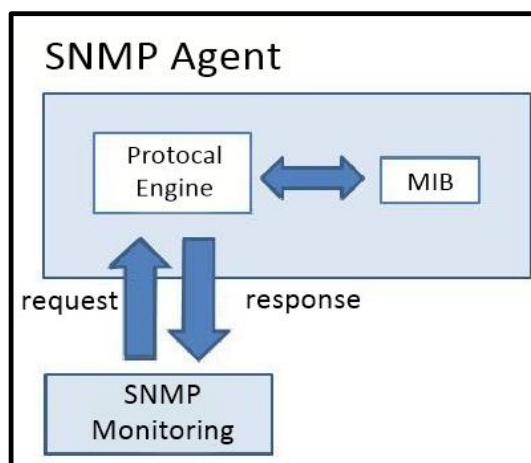 SNMP Agent
Protocal
Engine
MIB
request
response
SNMP
Monitoring